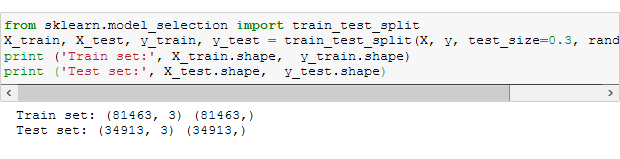 from sklearn.model_selection import train_test_split
X_train, X_test, y_train, y_test = train_test_split(X, y, test_size=0.3, rand
print ('Train set:', X_train.shape,  y_train.shape)
print ('Test set:', X_test.shape,  y_test.shape)
Train set: (81463, 3) (81463,)
Test set: (34913, 3) (34913,)